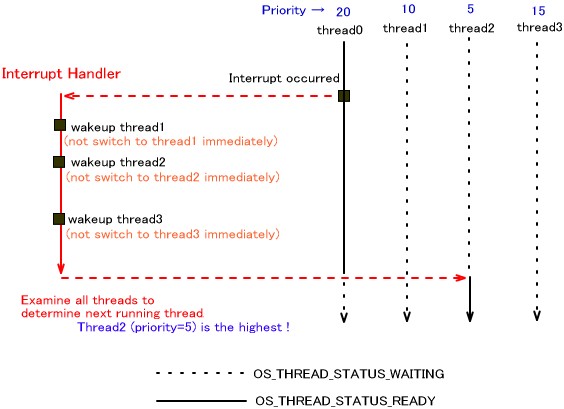 Priority → 20 10 5 15
thread0 thread1 thread2 thread3
Interrupt Handler
Interrupt occurred
wakeup thread1
(not switch to thread1 immediately)
wakeup thread2
(not switch to thread2 immediately)
wakeup thread3
(not switch to thread3 immediately)
Examine all threads to
determine next running thread
Thread2 (priority=5) is the highest !
OS_THREAD_STATUS_WAITING
OS_THREAD_STATUS_READY